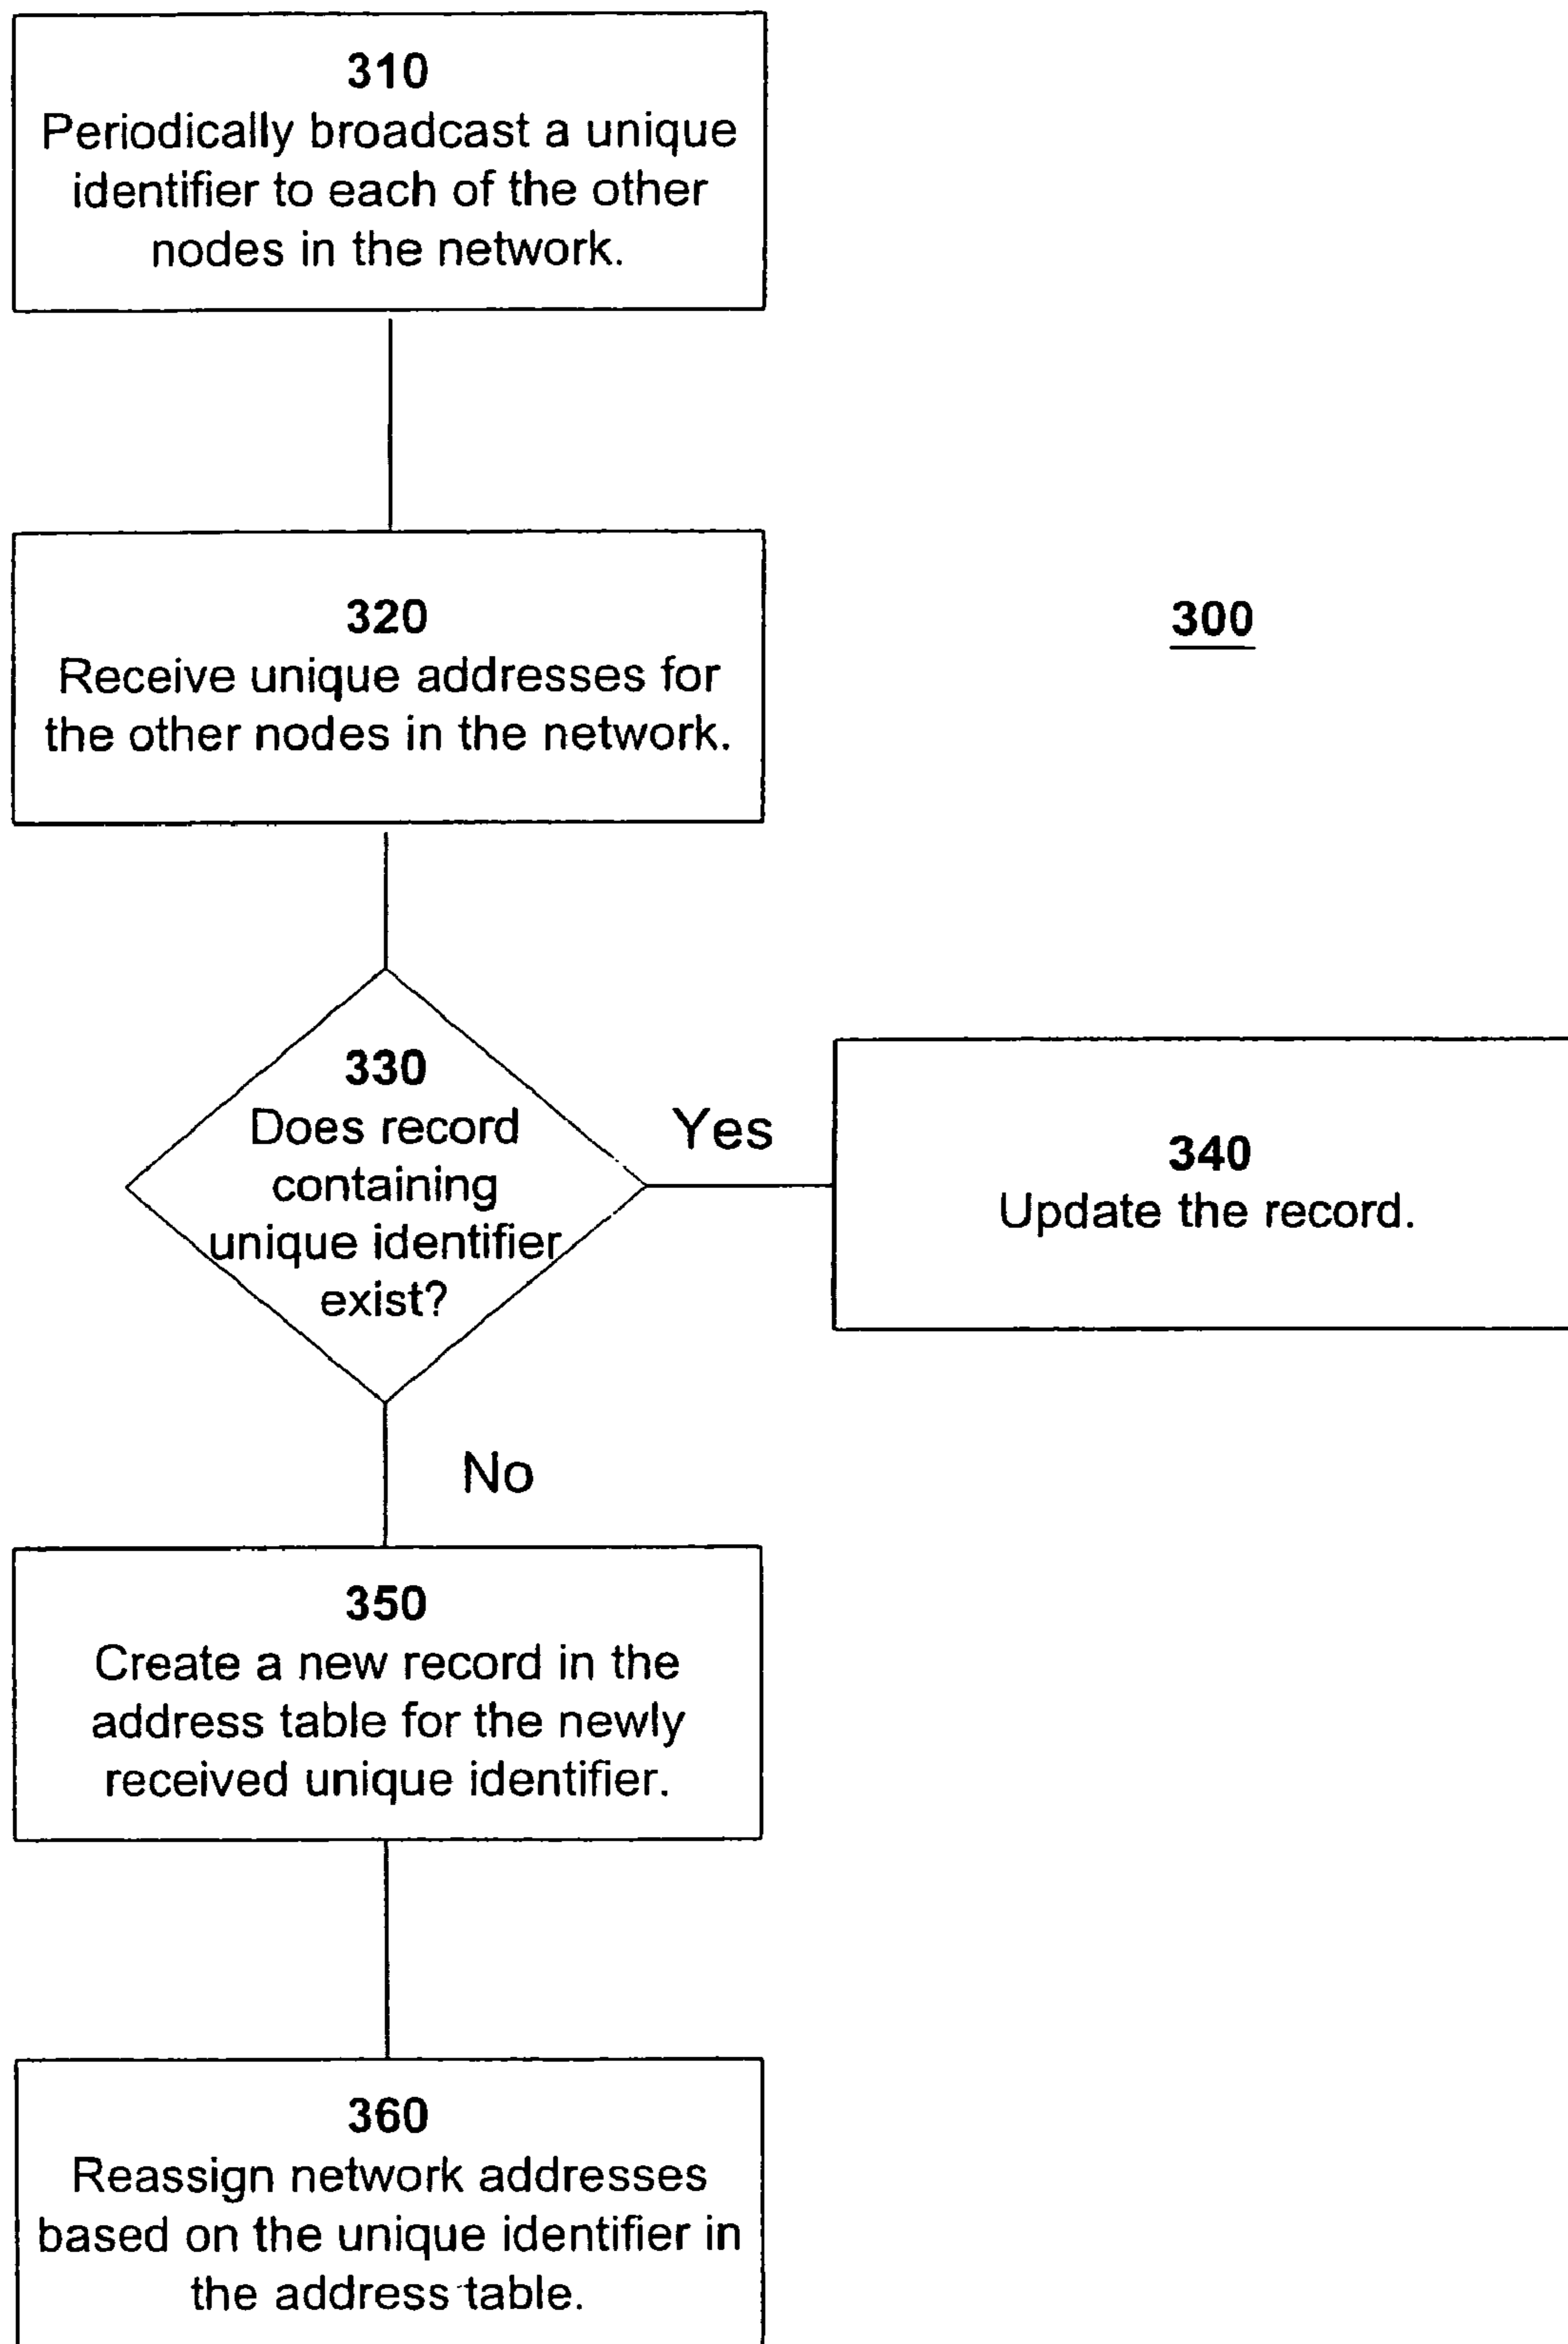 310
Periodically broadcast a unique
identifier to each of the other
nodes in the network.
320
Receive unique addresses for
the other nodes in the network.
300
330
Does record
containing
unique identifier
exist?
Yes
340
Update the record.
No
350
Create a new record in the
address table for the newly
received unique identifier.
360
Reassign network addresses
based on the unique identifier in
the address table.